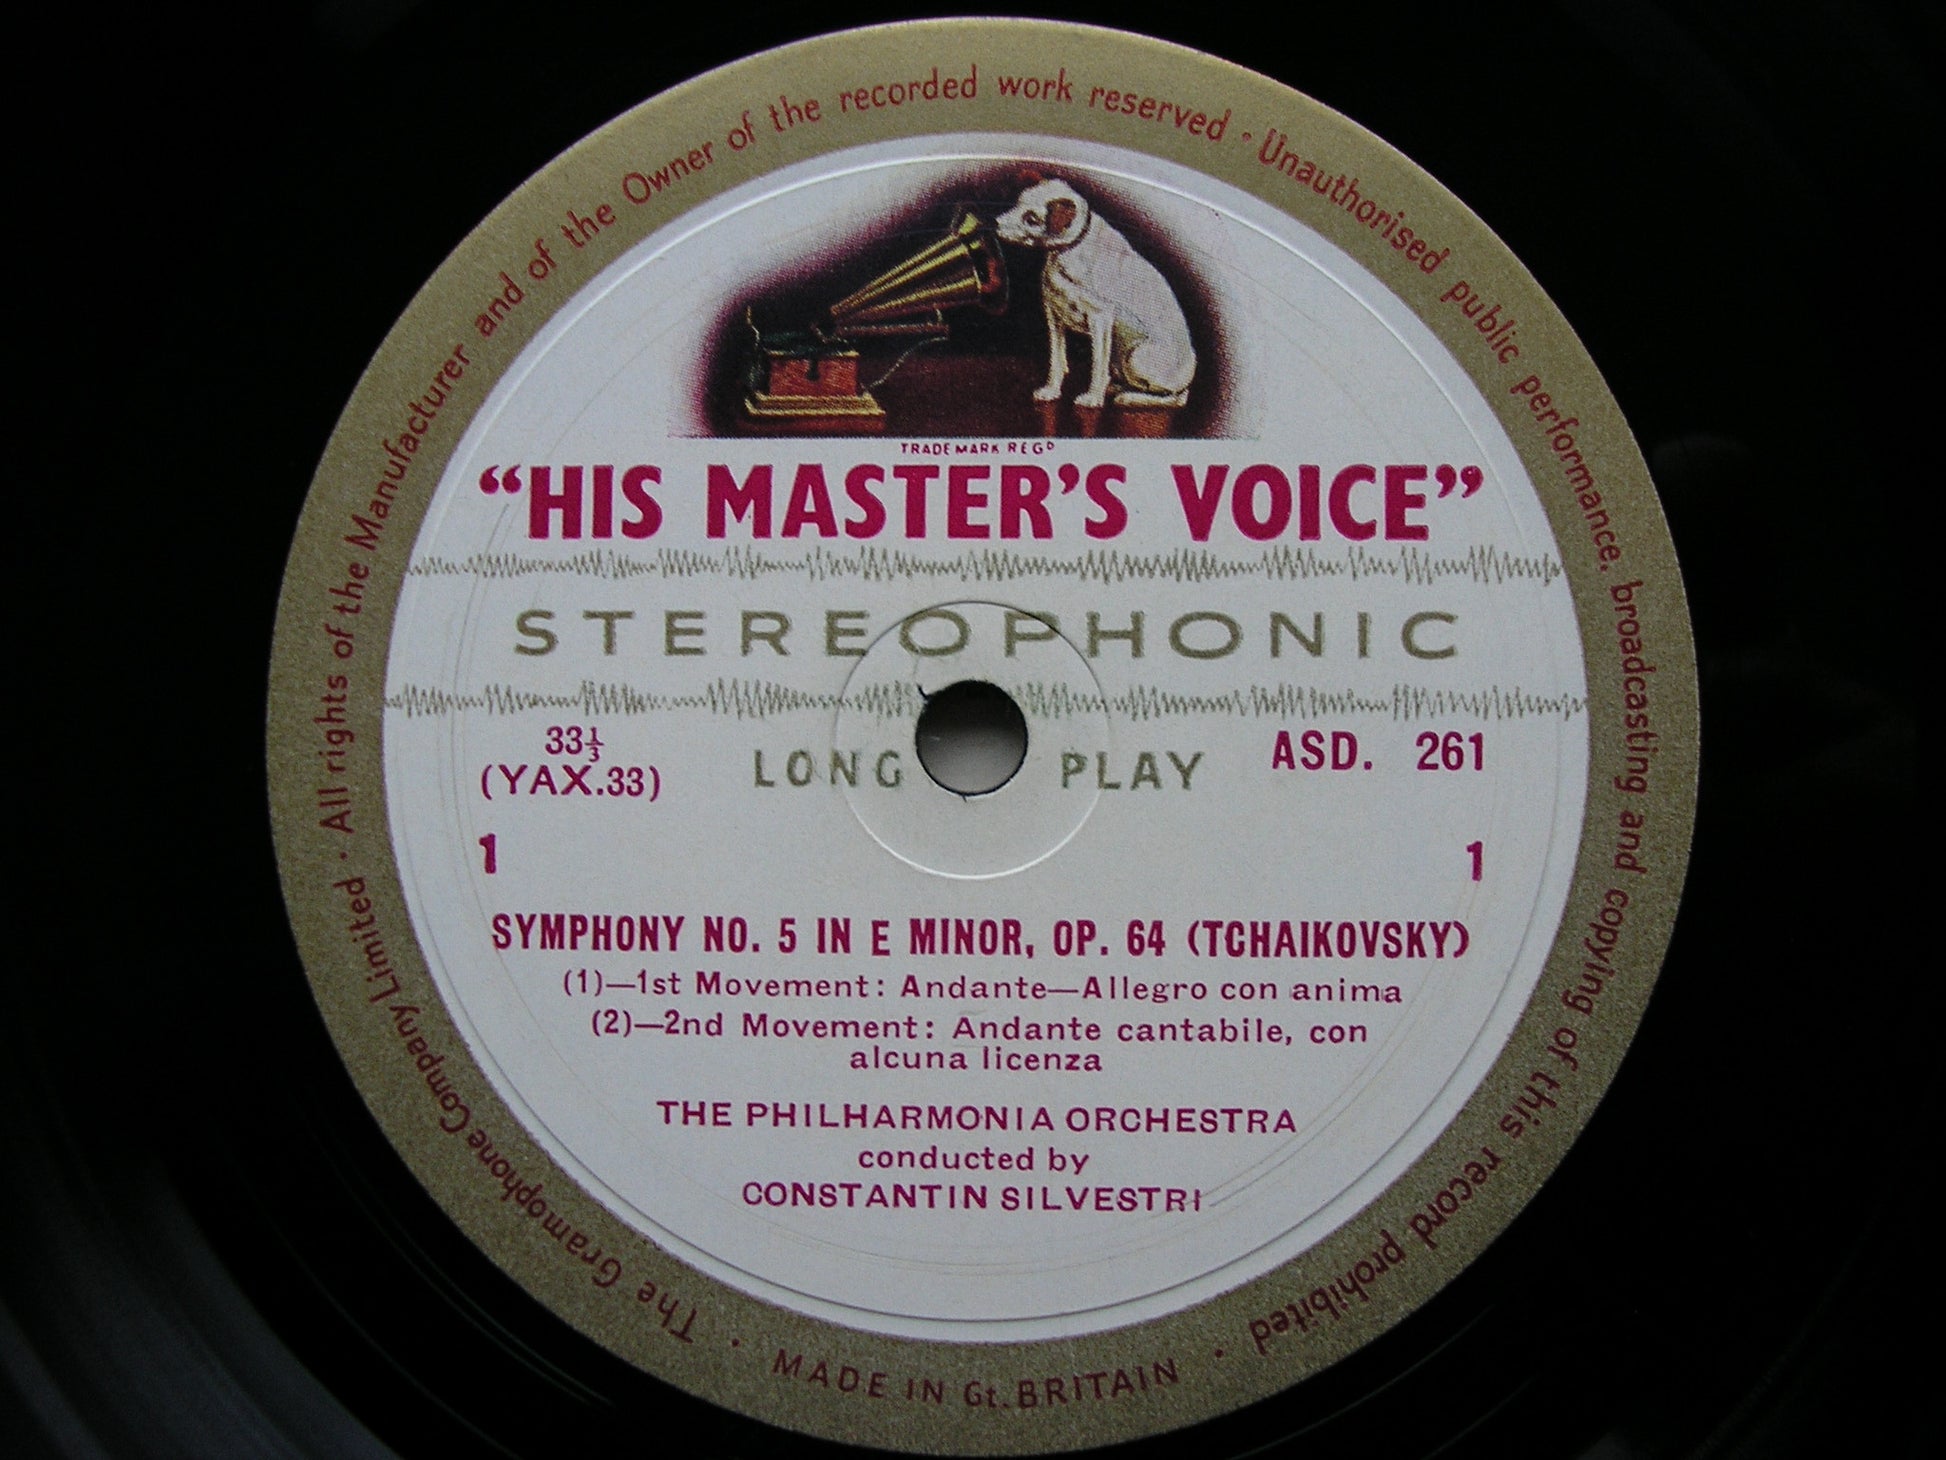 All rights of the Manufacturer and of the Owner of the recorded work reserved · Unauthorised public performance, broadcasting and copying of this record prohibited ·
TRADE MARK REGD
“HIS MASTER’S VOICE”
STEREOPHONIC
33⅓
(YAX.33)
LONG PLAY
ASD. 261
1 1
SYMPHONY NO. 5 IN E MINOR, OP. 64 (TCHAIKOVSKY)
(1)—1st Movement: Andante—Allegro con anima
(2)—2nd Movement: Andante cantabile, con
alcuna licenza
THE PHILHARMONIA ORCHESTRA
conducted by
CONSTANTIN SILVESTRI
The Gramophone Company Limited ·
MADE IN Gt. BRITAIN ·